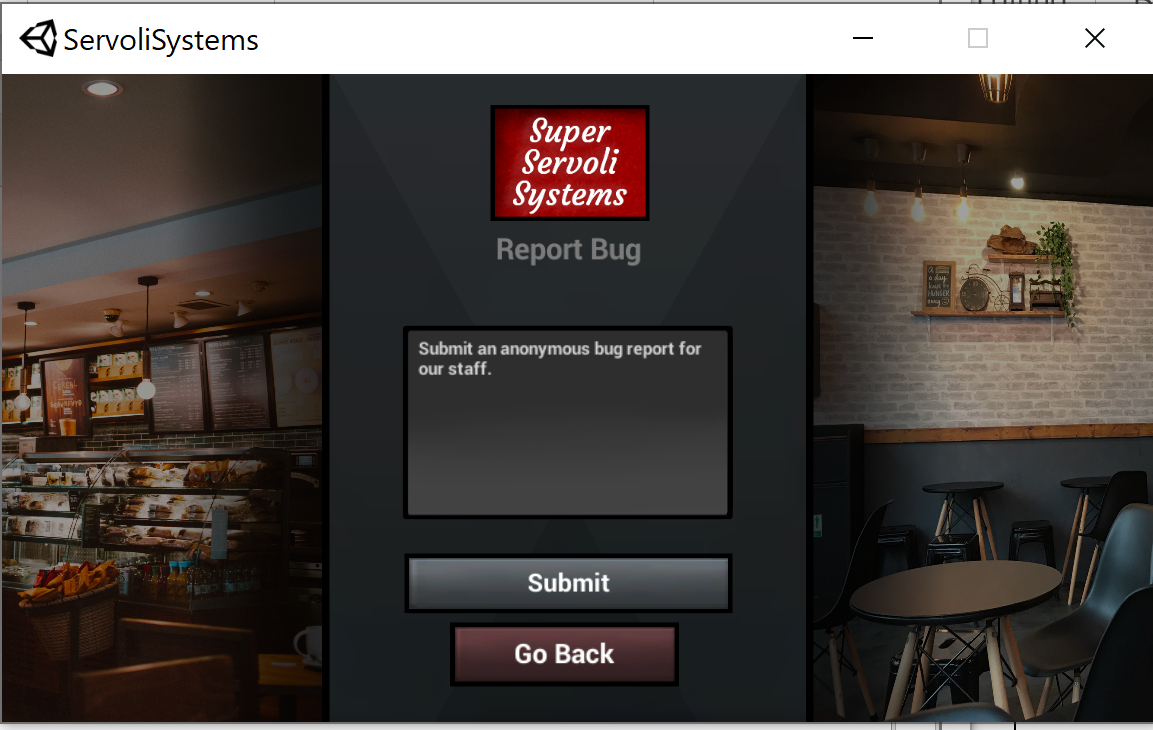 ServoliSystems
Super
Servoli
Systems
Report Bug
Submit an anonymous bug report for
our staff.
Submit
Go Back